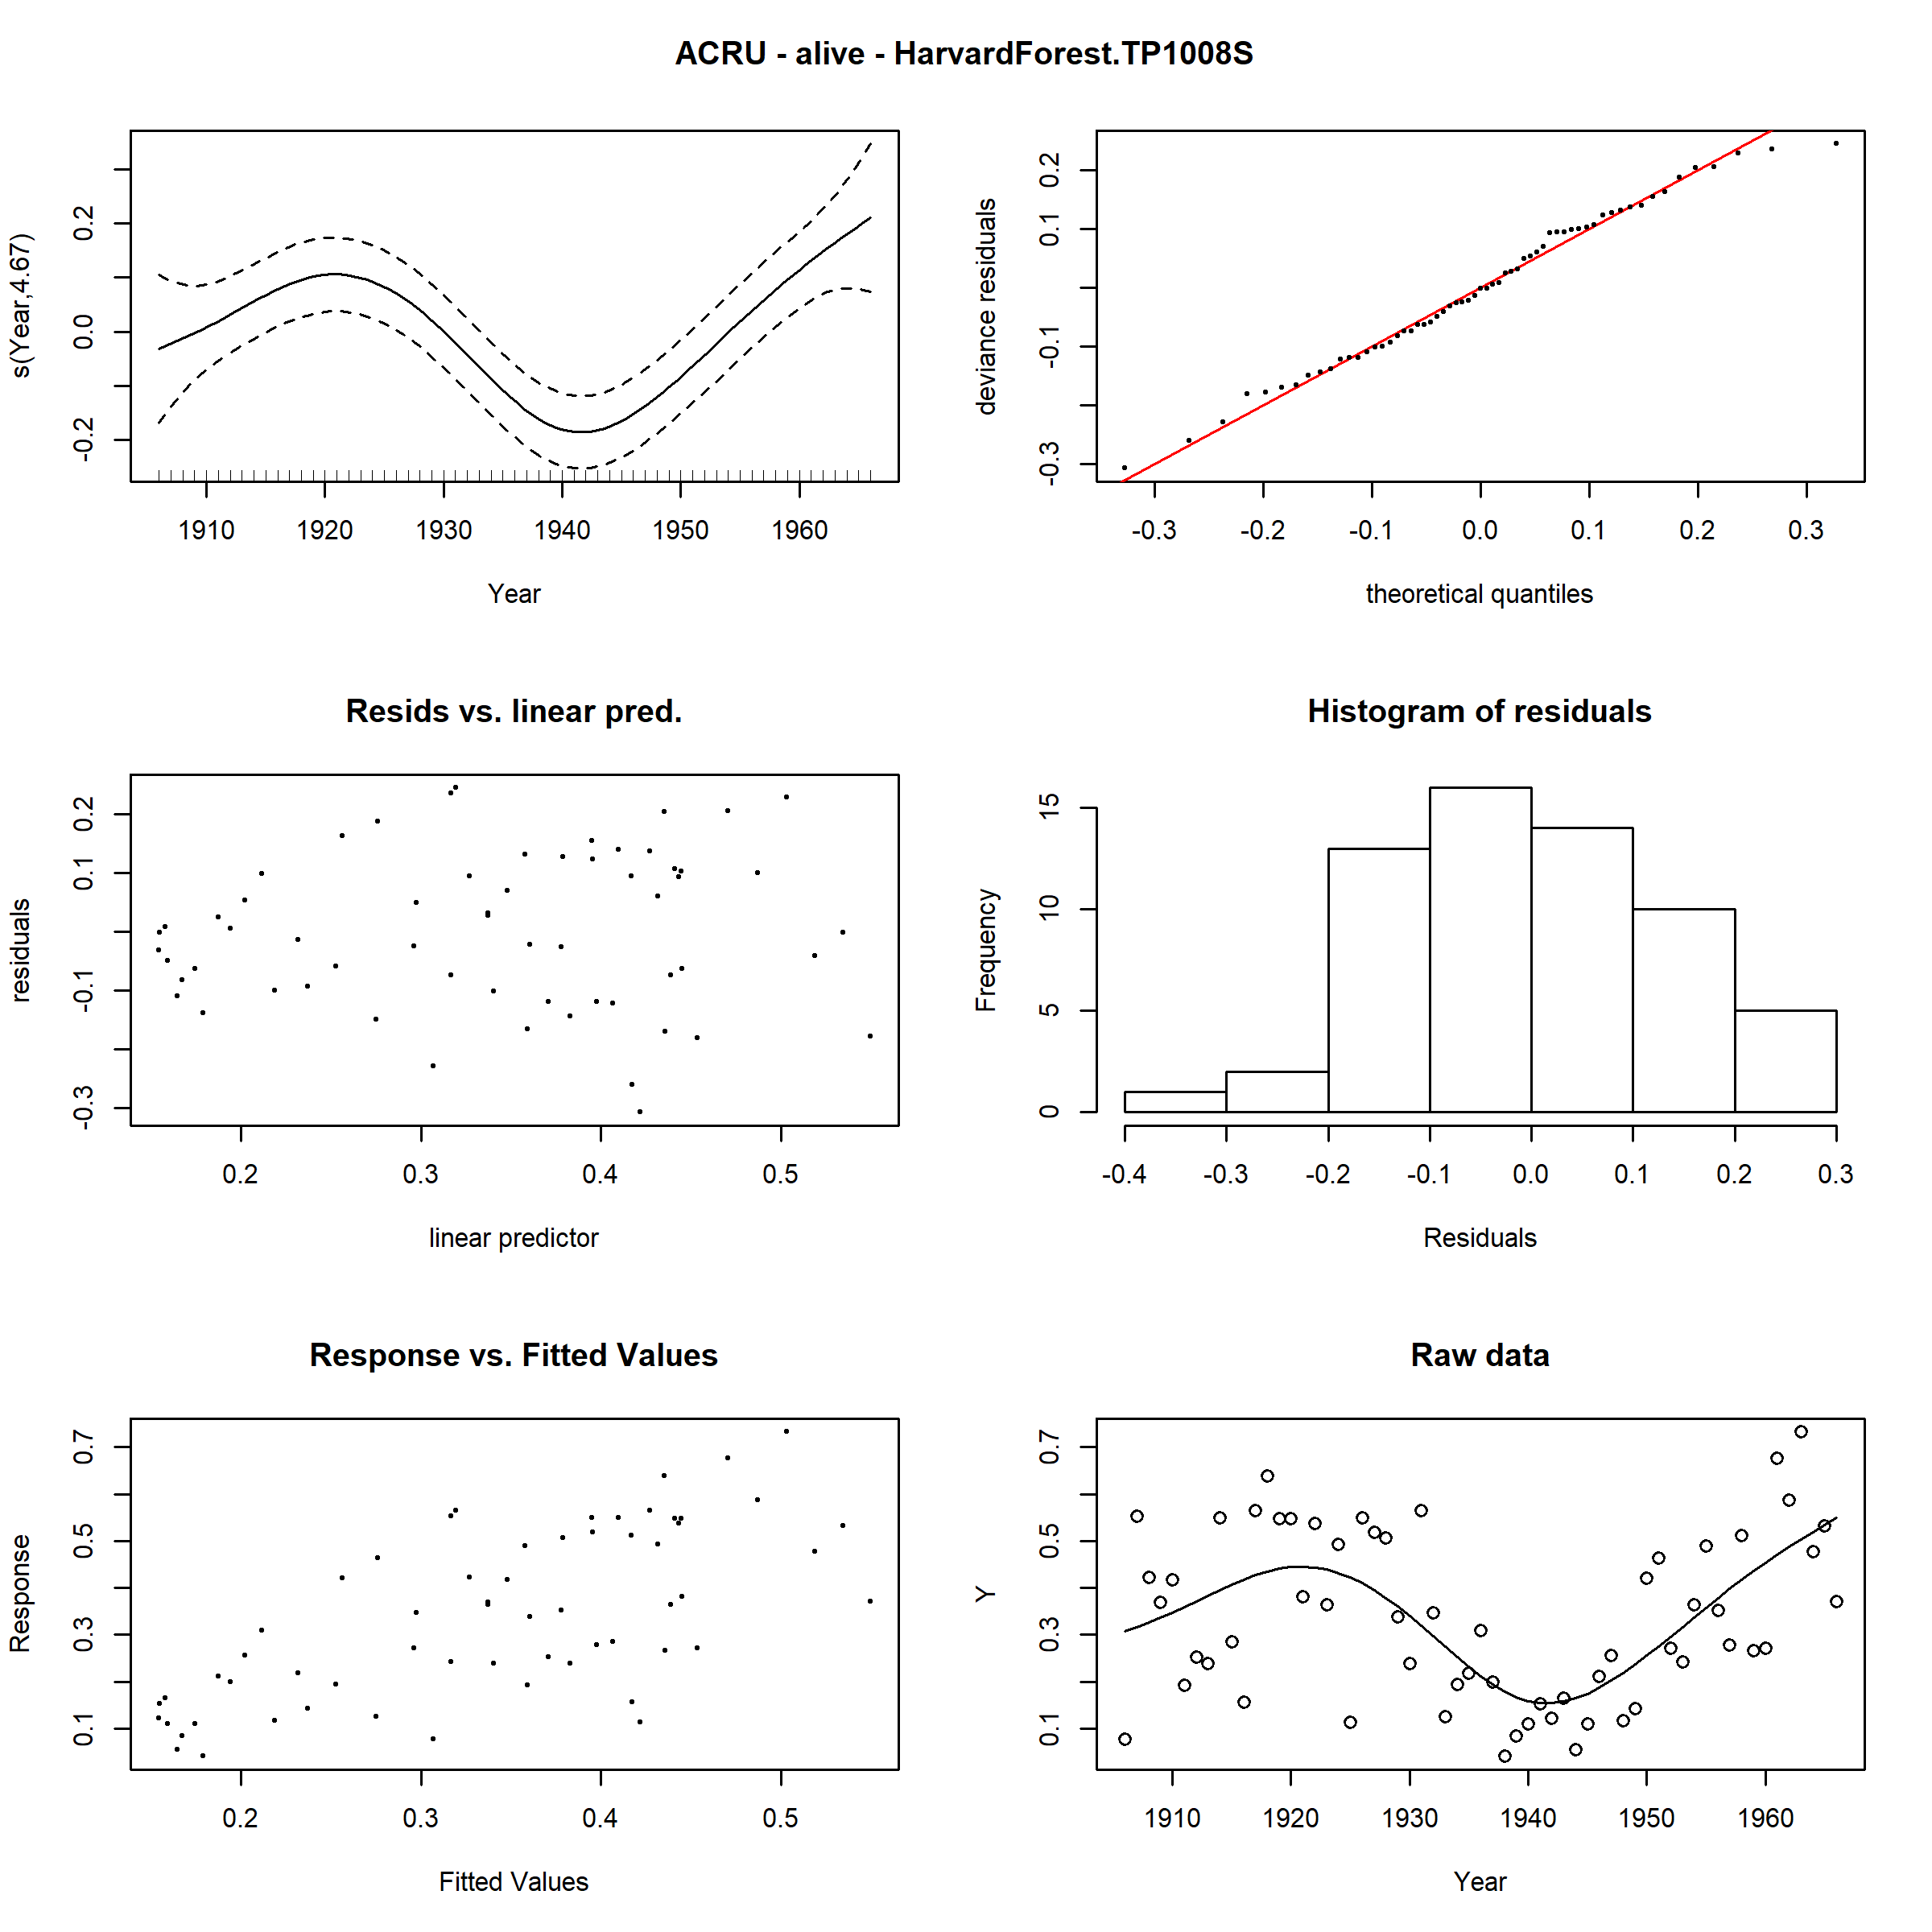 ACRU - alive - HarvardForest.TP1008S
s(Year,4.67)
-0.2 0.0 0.2
1910 1920 1930 1940 1950 1960
Year
deviance residuals
-0.3 -0.1 0.1 0.2
-0.3 -0.2 -0.1 0.0 0.1 0.2 0.3
theoretical quantiles
Resids vs. linear pred.
residuals
-0.3 -0.1 0.1 0.2
0.2 0.3 0.4 0.5
linear predictor
Histogram of residuals
Frequency
0 5 10 15
-0.4 -0.3 -0.2 -0.1 0.0 0.1 0.2 0.3
Residuals
Response vs. Fitted Values
Response
0.1 0.3 0.5 0.7
0.2 0.3 0.4 0.5
Fitted Values
Raw data
Y
0.1 0.3 0.5 0.7
1910 1920 1930 1940 1950 1960
Year